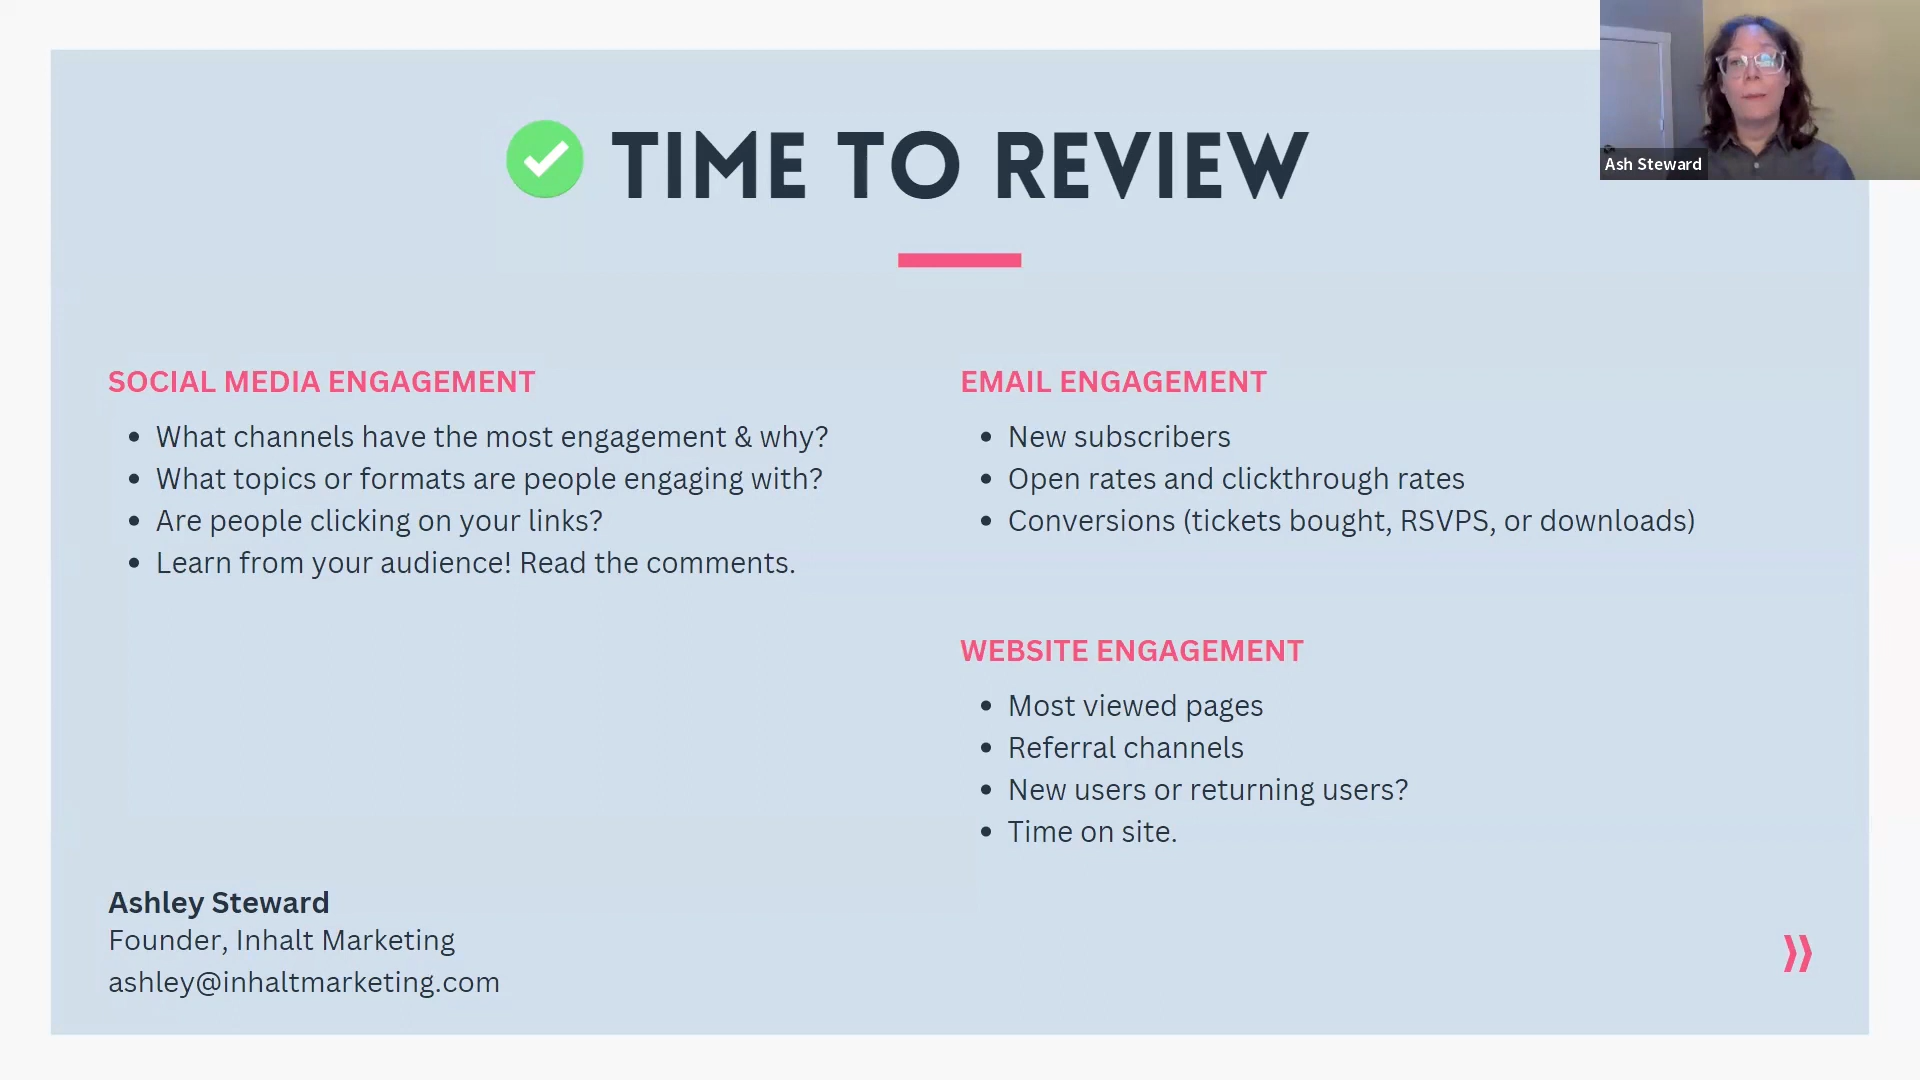 TIME TO REVIEW
Ash Steward
SOCIAL MEDIA ENGAGEMENT
What channels have the most engagement & why?
What topics or formats are people engaging with?
Are people clicking on your links?
Learn from your audience! Read the comments.
EMAIL ENGAGEMENT
New subscribers
Open rates and clickthrough rates
Conversions (tickets bought, RSVPS, or downloads)
WEBSITE ENGAGEMENT
Most viewed pages
Referral channels
New users or returning users?
Time on site.
Ashley Steward
Founder, Inhalt Marketing
ashley@inhaltmarketing.com